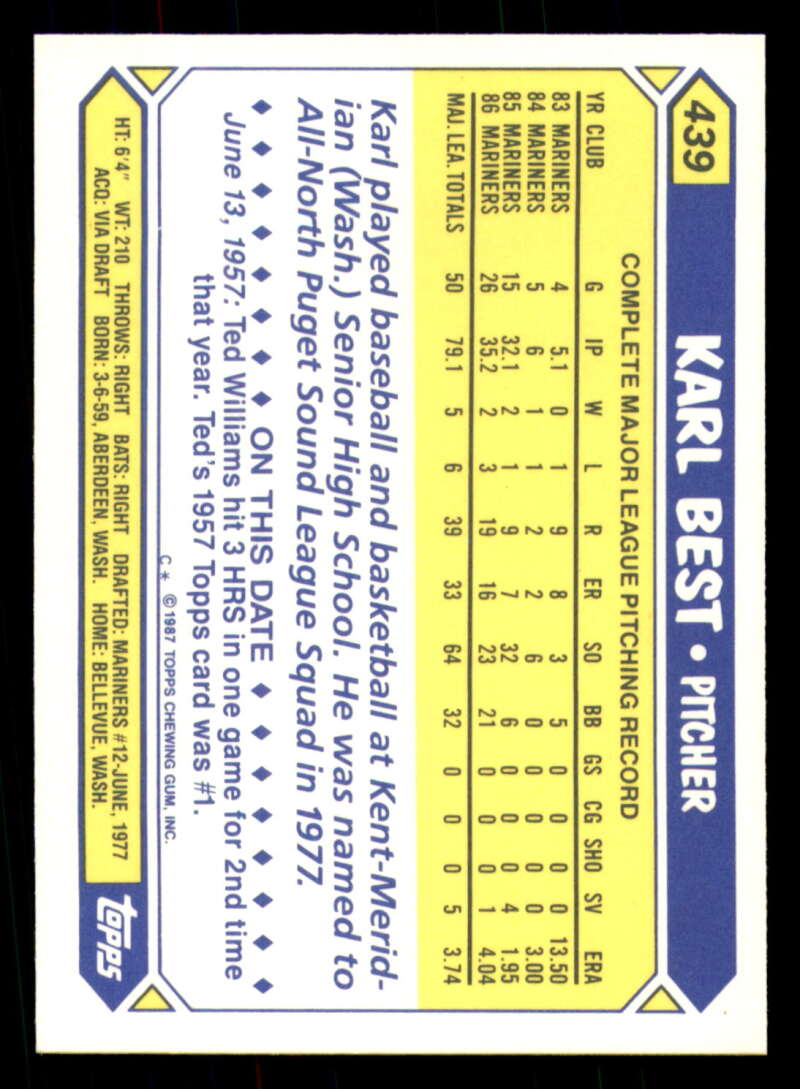 439
KARL BEST • PITCHER
COMPLETE MAJOR LEAGUE PITCHING RECORD
YR CLUB G IP W L R ER SO BB GS CG SHO SV ERA
83 MARINERS 4 5.1 0 1 9 8 3 5 0 0 0 0 13.50
84 MARINERS 5 6 1 1 2 2 6 0 0 0 0 0 3.00
85 MARINERS 15 32.1 2 1 9 7 32 6 0 0 0 4 1.95
86 MARINERS 26 35.2 2 3 19 16 23 21 0 0 0 1 4.04
MAJ. LEA. TOTALS 50 79.1 5 6 39 33 64 32 0 0 0 5 3.74
Karl played baseball and basketball at Kent-Merid-
ian (Wash.) Senior High School. He was named to
All-North Puget Sound League Squad in 1977.
◆ ◆ ◆ ◆ ◆ ◆ ◆ ◆ ON THIS DATE ◆ ◆ ◆ ◆ ◆ ◆ ◆ ◆
June 13, 1957: Ted Williams hit 3 HRS in one game for 2nd time
that year. Ted's 1957 Topps card was #1.
C * © 1987 TOPPS CHEWING GUM, INC.
HT: 6'4" WT: 210 THROWS: RIGHT BATS: RIGHT DRAFTED: MARINERS #12-JUNE, 1977
ACQ: VIA DRAFT BORN: 3-6-59, ABERDEEN, WASH. HOME: BELLEVUE, WASH.
topps